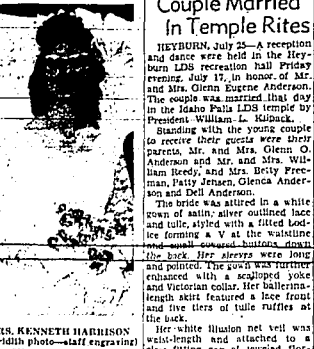 Couple Married
In Temple Rites
HEYBURN, July 25—A reception
and dance were held in the Hey-
burn LDS recreation hall Friday
evening, July 17, in honor of Mr.
and Mrs. Glenn Eugene Anderson.
The couple was married that day
in the Idaho Falls LDS temple by
President William L. Killpack.
Standing with the young couple
to receive their guests were their
parents, Mr. and Mrs. Glenn O.
Anderson and Mr. and Mrs. Wil-
liam Reedy, and Mrs. Betty Free-
man, Patty Jensen, Glenca Ander-
son and Dell Anderson.
The bride was attired in a white
gown of satin, silver outlined lace
and tulle, styled with a fitted bod-
ice forming a V at the waistline
and small covered buttons down
the back. Her sleeves were long
and pointed. The gown was further
enhanced with a scalloped yoke
and Victorian collar. Her ballerina-
length skirt featured a lace front
and five tiers of tulle ruffles at
the back.
Her white illusion net veil was
waist-length and attached to a
RS. KENNETH HARRISON
photo—staff engraving)